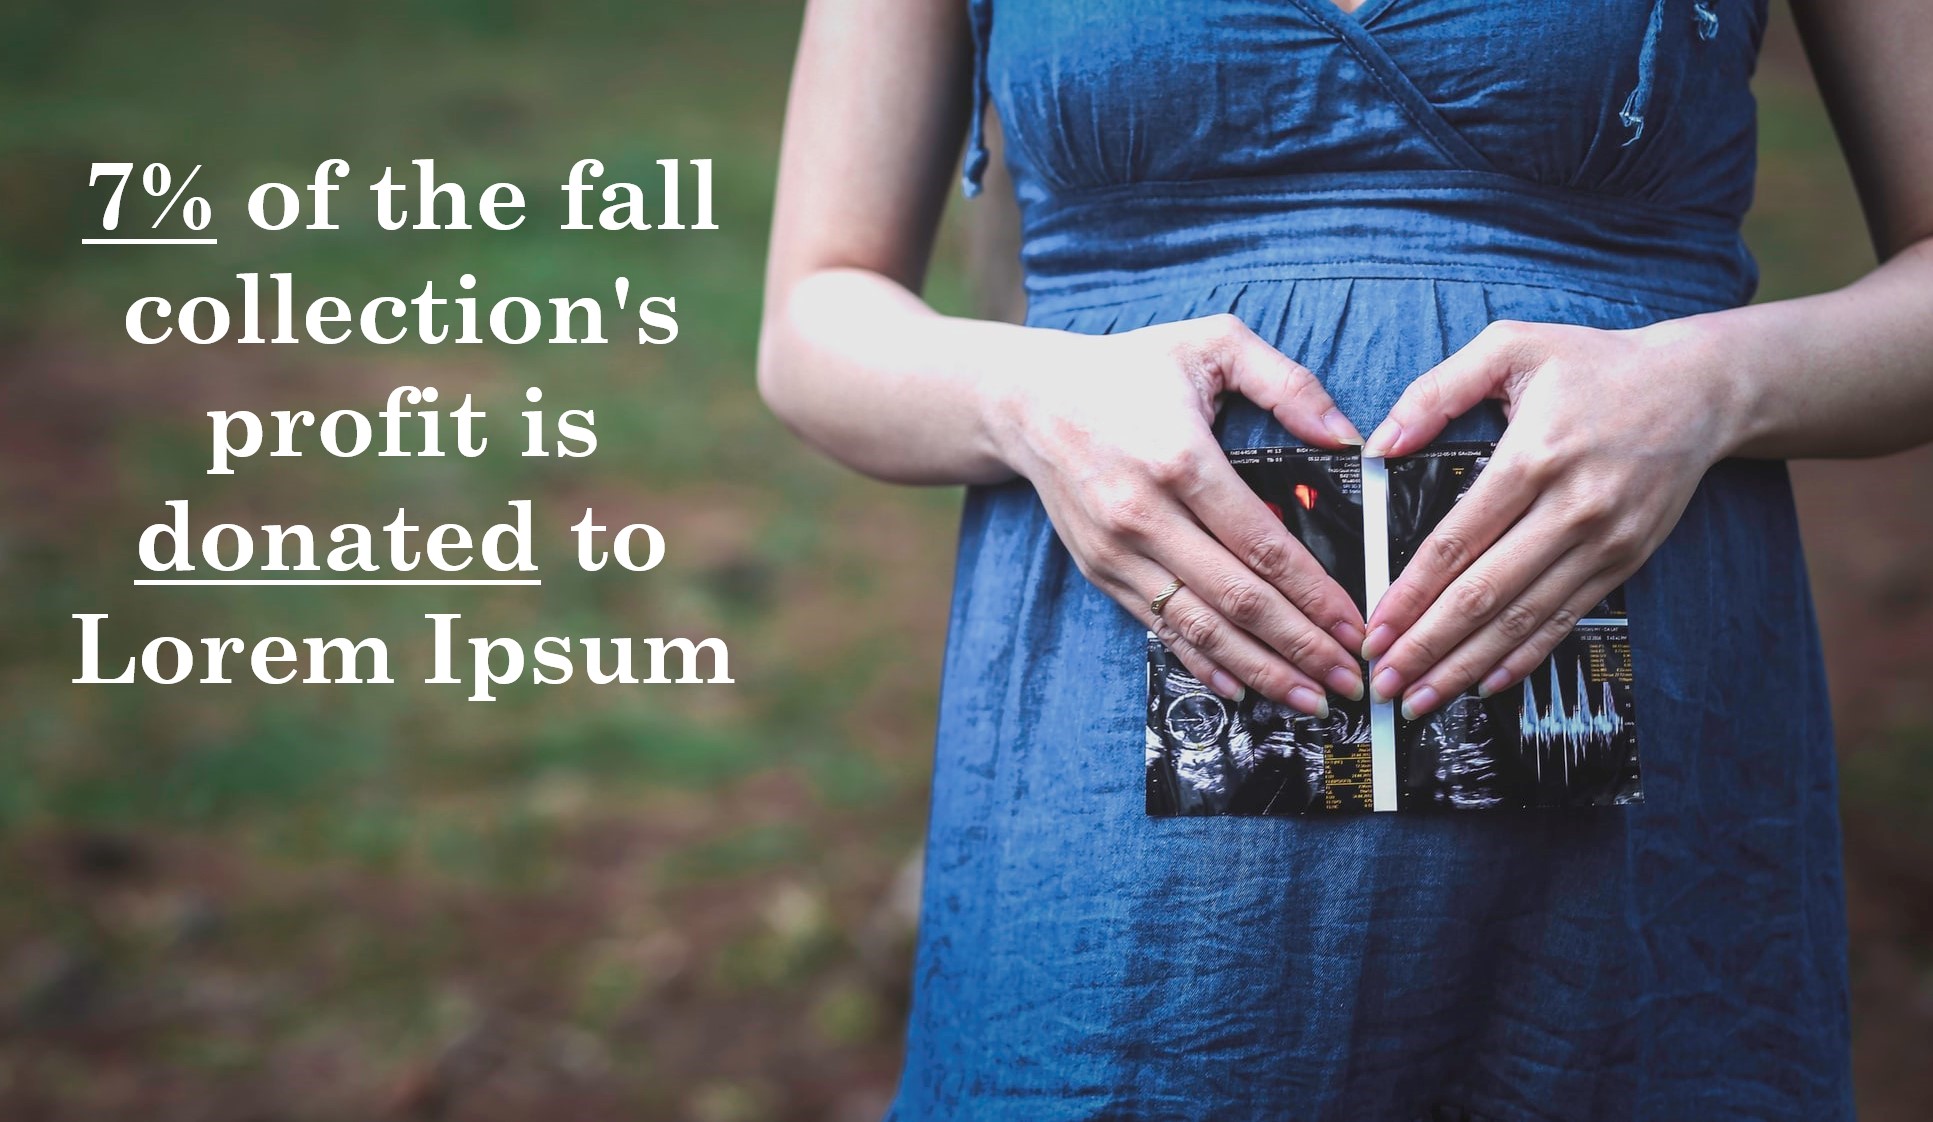 7% of the fall
collection's
profit is
donated to
Lorem Ipsum